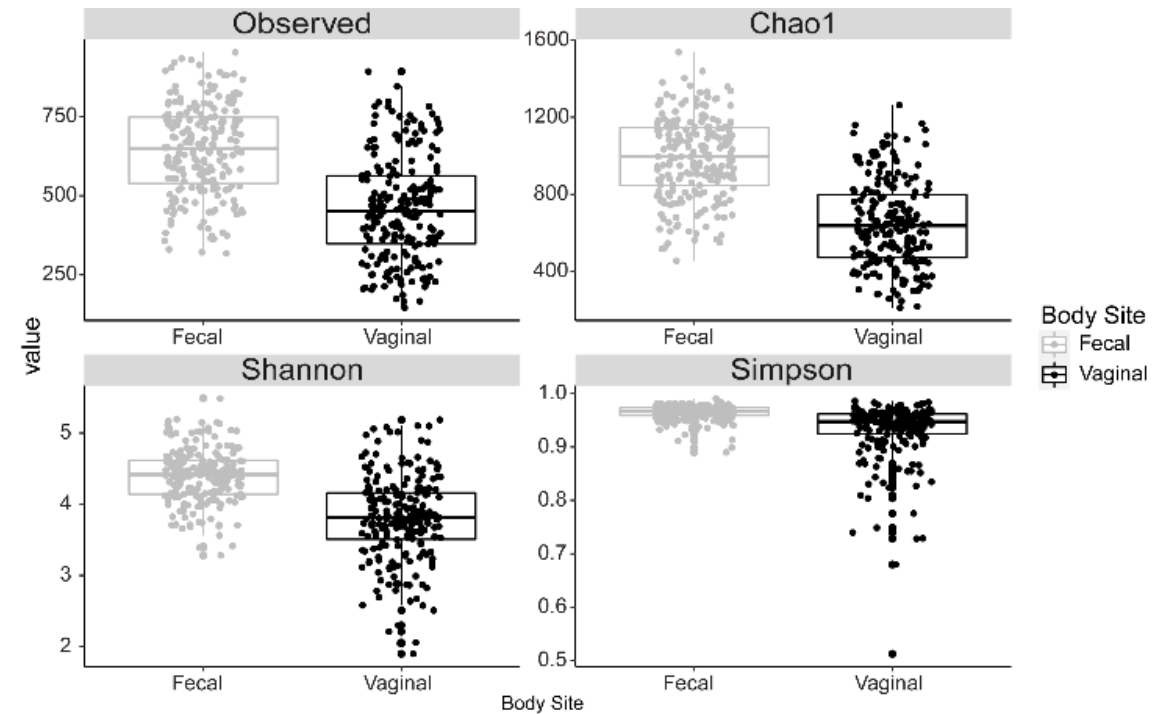 Observed
Chao1
750
500
250
1600
1200
800
400
Fecal
Vaginal
Fecal
Vaginal
value
Shannon
Simpson
5
4
3
2
1.0
0.9
0.8
0.7
0.6
0.5
Fecal
Vaginal
Fecal
Vaginal
Body Site
Body Site
Fecal
Vaginal